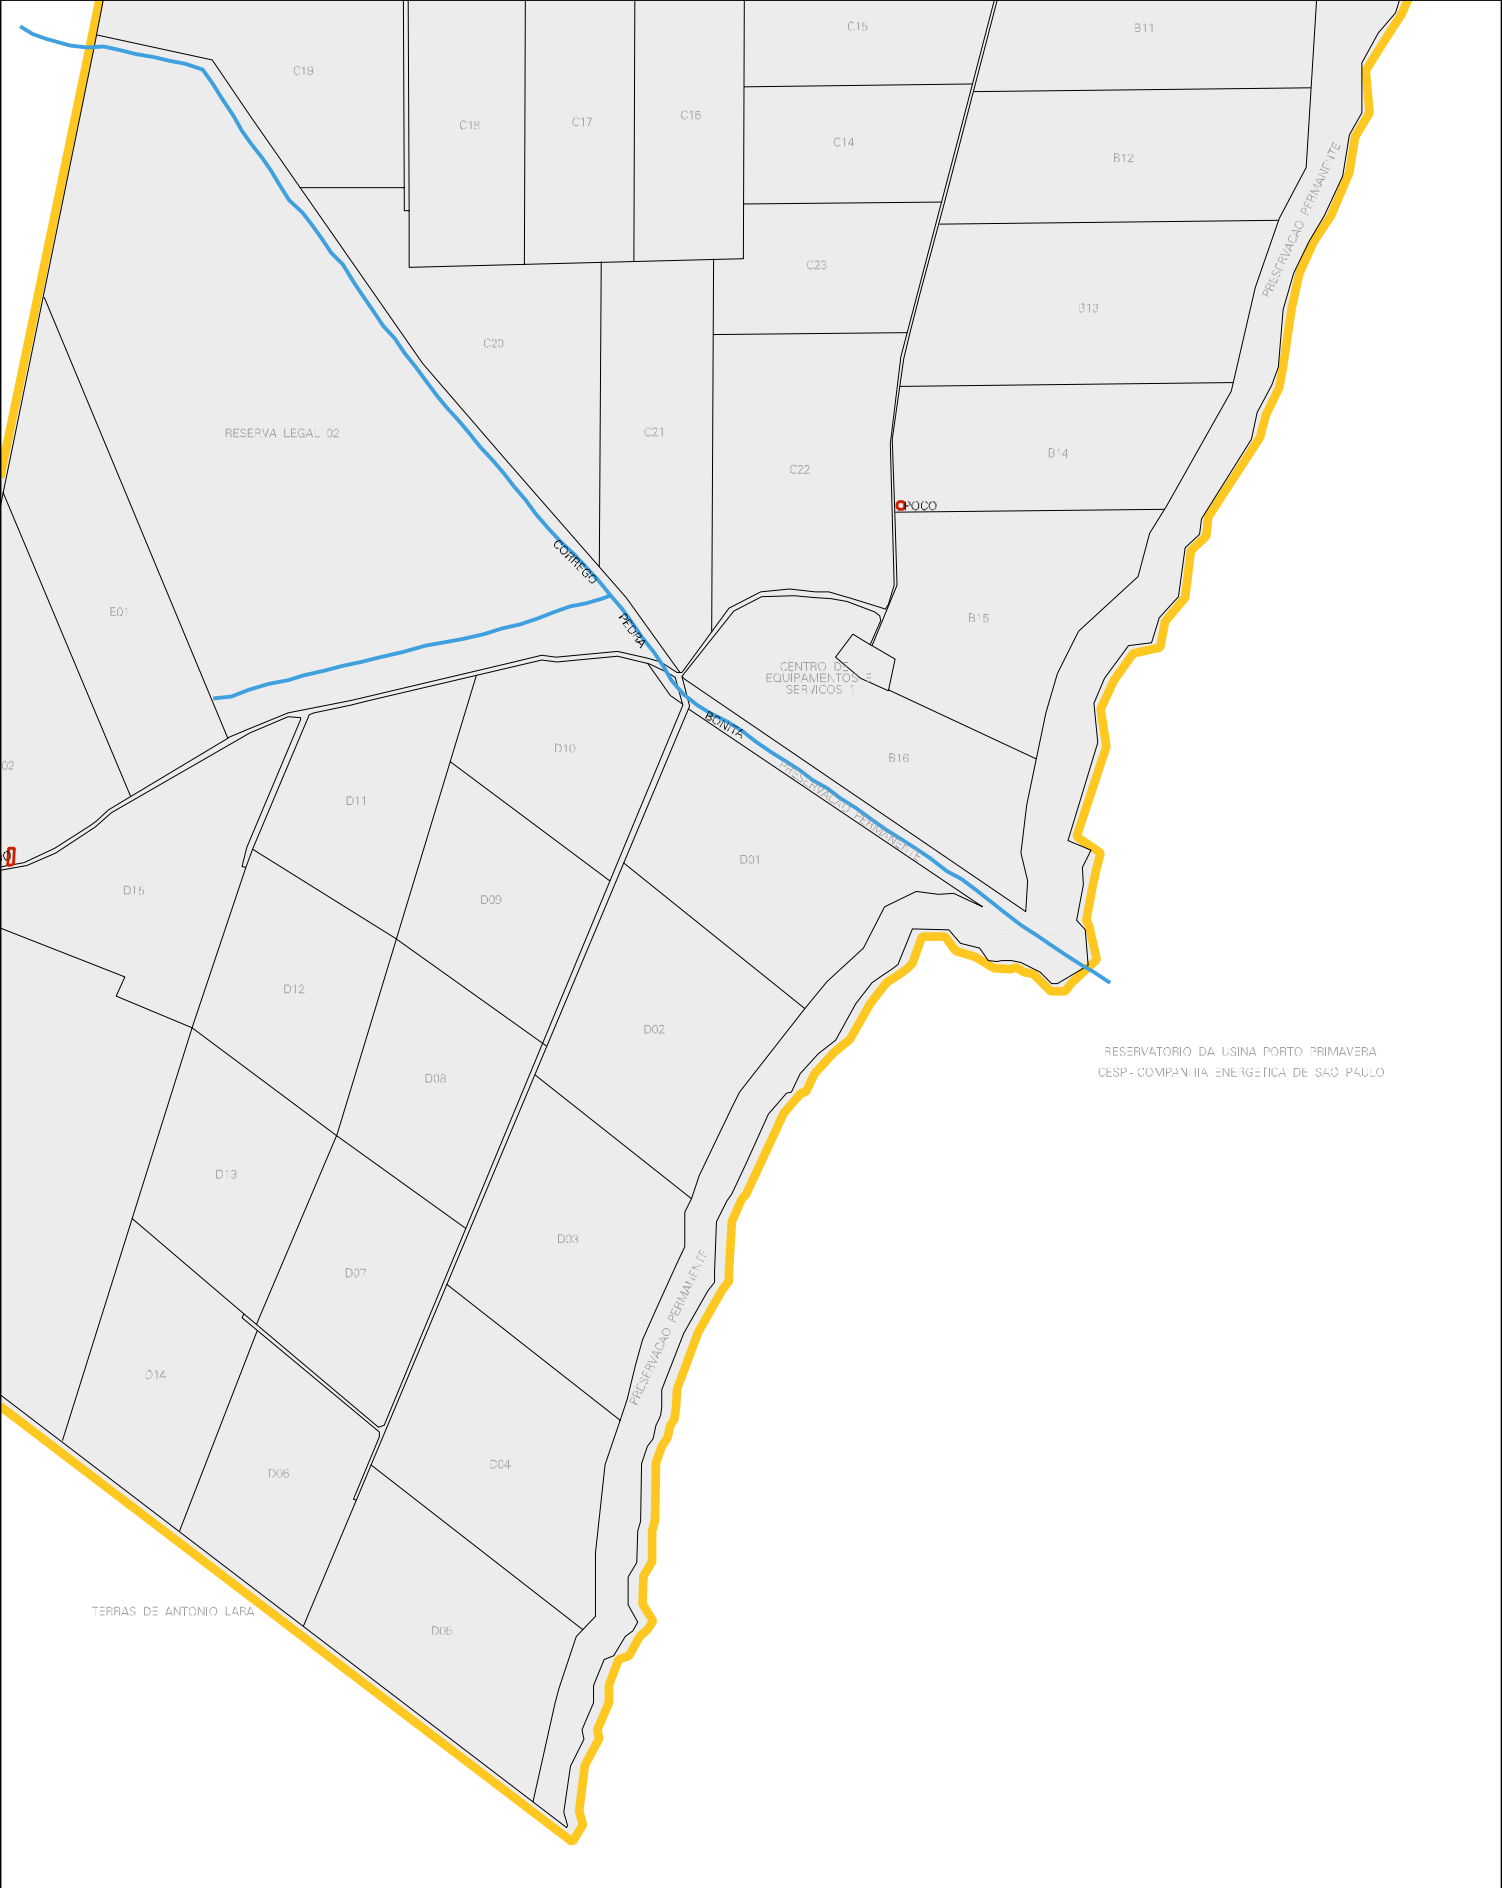 C15
B11
C19
C16
C17
C18
C14
PRESERVACAO PERMANENTE
B12
C23
B13
C20
RESERVA LEGAL 02
C21
B14
C22
POCO
CORREGO
E01
B15
PEDRA
CENTRO DE
EQUIPAMENTOS E
SERVICOS 1
BONITA
D10
B16
02
PRESERVACAO PERMANENTE
D11
D01
D15
D09
D12
D02
RESERVATORIO DA USINA PORTO PRIMAVERA
CESP - COMPANHIA ENERGETICA DE SAO PAULO
D08
D13
D03
D07
PRESERVACAO PERMANENTE
D14
D04
D06
TERRAS DE ANTONIO LARA
D05